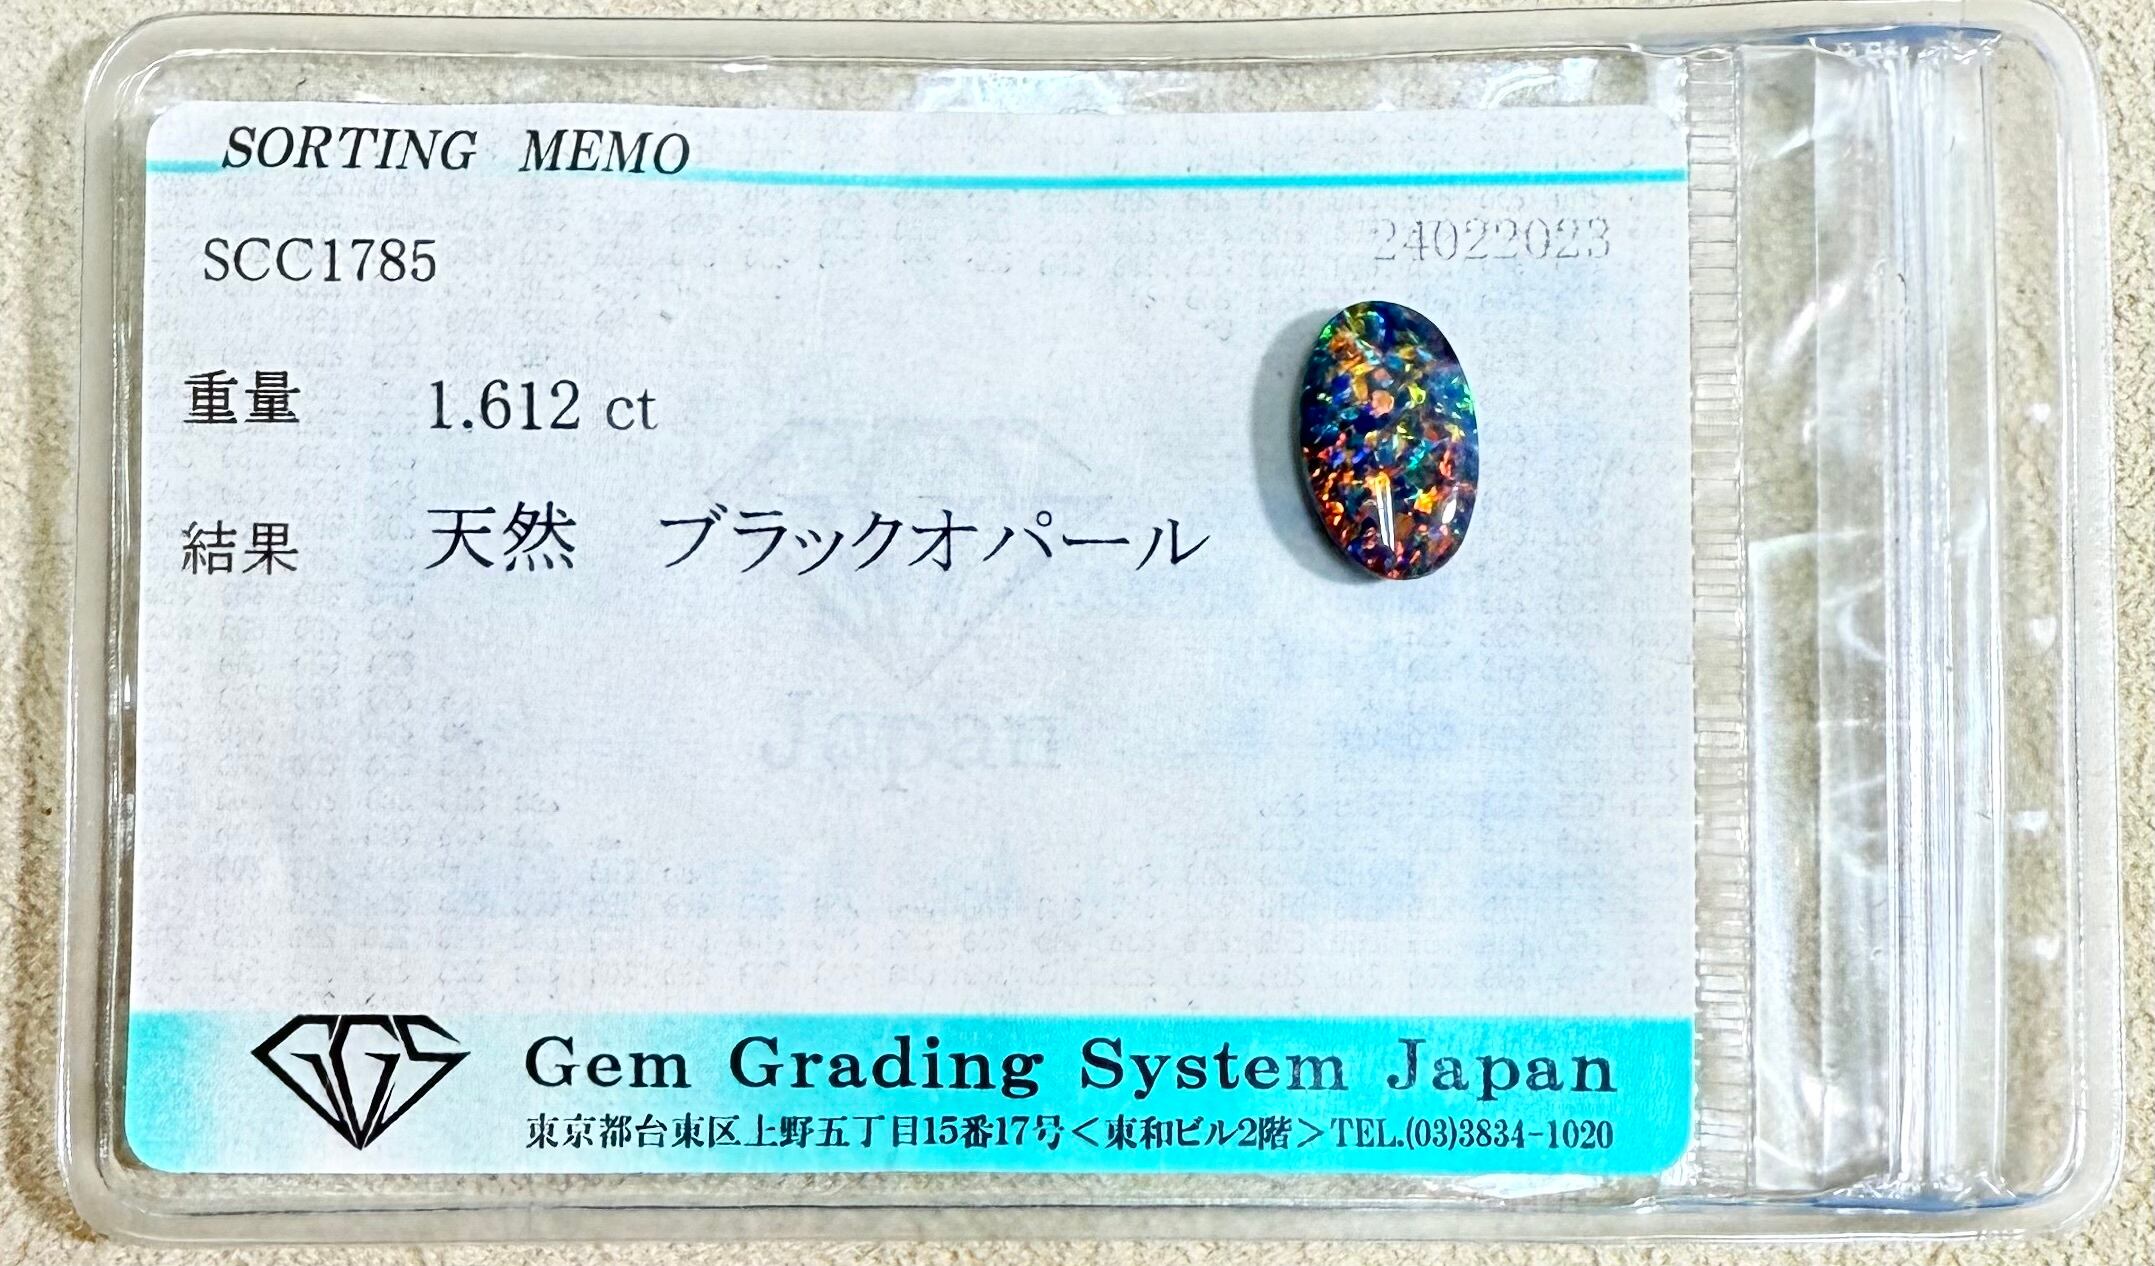 SORTING MEMO
SCC1785
24022023
重量 1.612 ct
結果 天然 ブラックオパール
Japan
GGS
Gem Grading System Japan
東京都台東区上野五丁目15番17号＜東和ビル2階＞TEL.(03)3834-1020